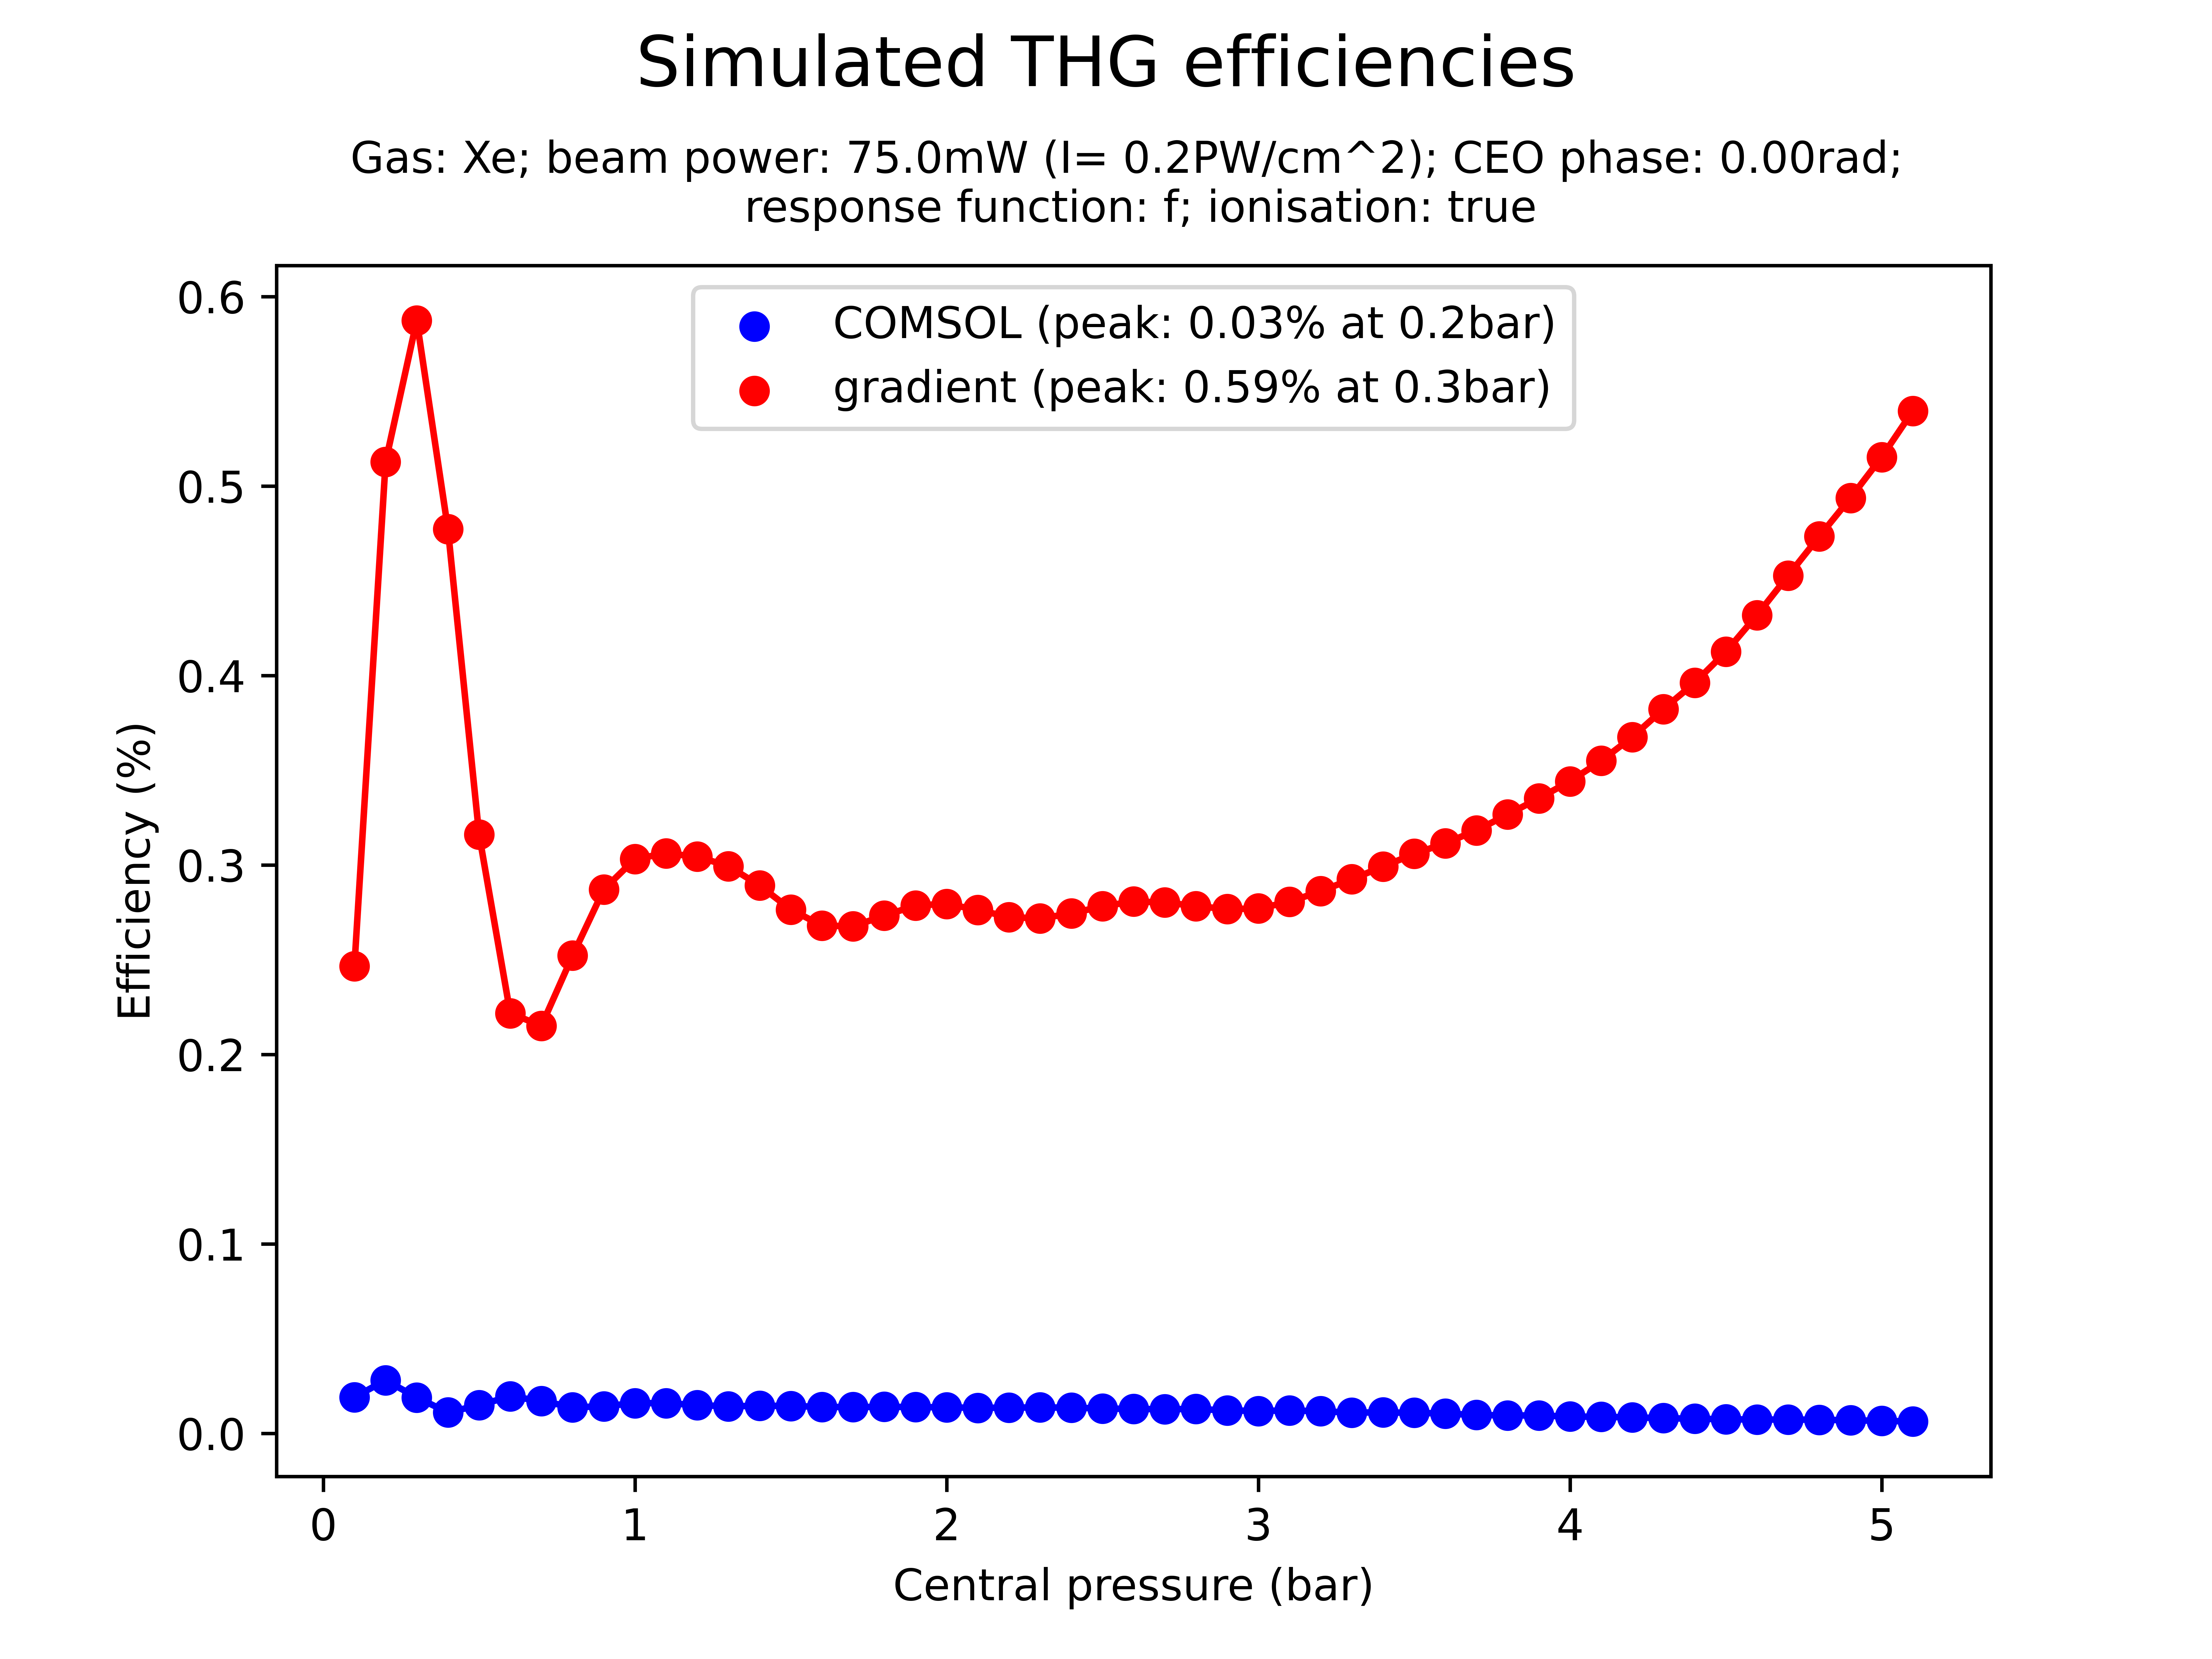 Simulated THG efficiencies
Gas: Xe; beam power: 75.0mW (I= 0.2PW/cm^2); CEO phase: 0.00rad;
response function: f; ionisation: true
COMSOL (peak: 0.03% at 0.2bar)
gradient (peak: 0.59% at 0.3bar)
Efficiency (%)
0.6
0.5
0.4
0.3
0.2
0.1
0.0
0 1 2 3 4 5
Central pressure (bar)